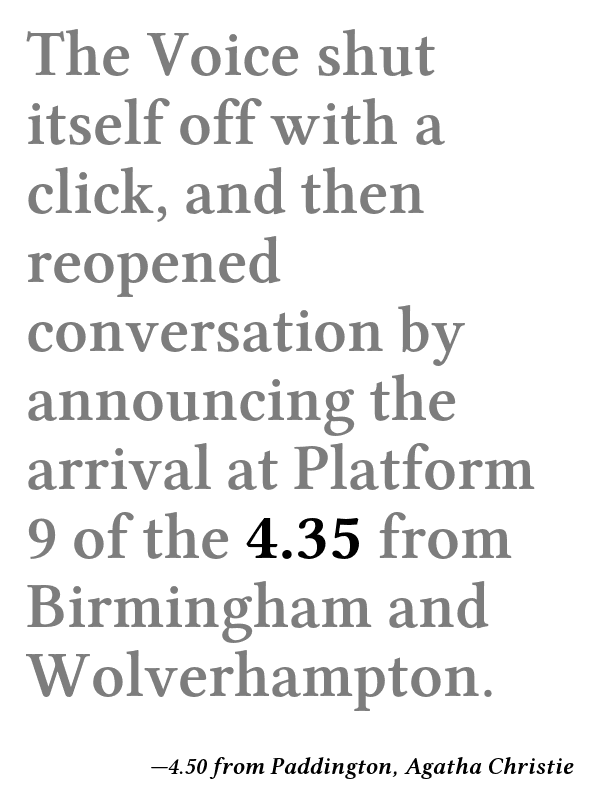 The Voice shut
itself off with a
click, and then
reopened
conversation by
announcing the
arrival at Platform
9 of the 4.35 from
Birmingham and
Wolverhampton.
—4.50 from Paddington, Agatha Christie